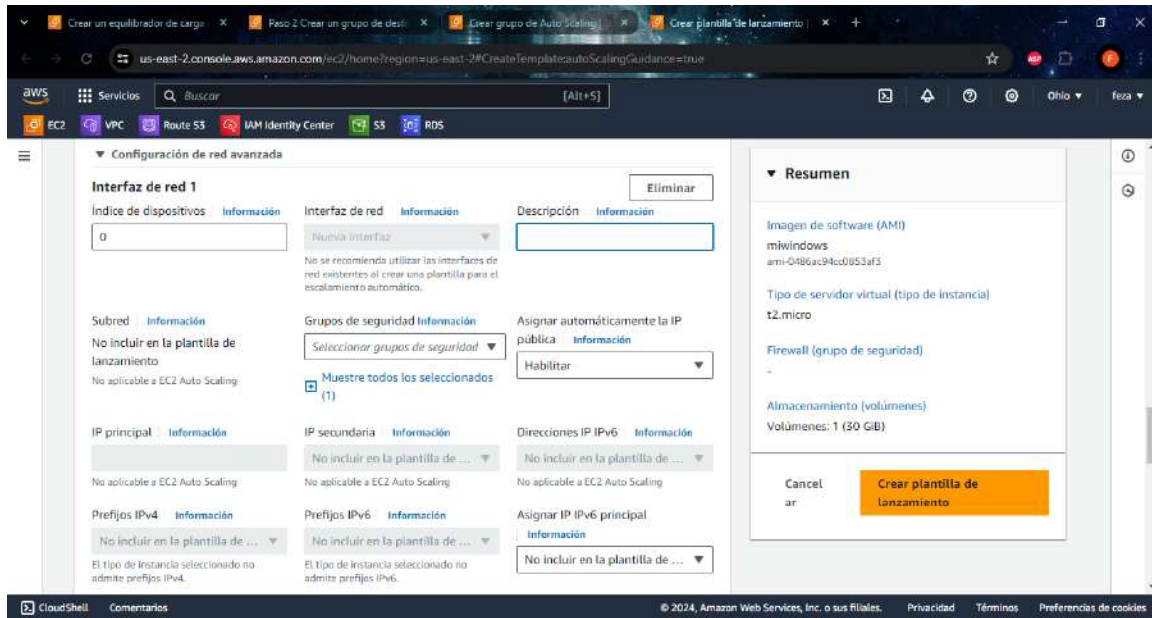 Crear un equilibrador de carga
Paso 2 Crear un grupo de desti
Crear grupo de Auto Scaling |
Crear plantilla de lanzamiento |
us-east-2.console.aws.amazon.com/ec2/home?region=us-east-2#CreateTemplate:autoScalingGuidance=true
aws Servicios Buscar [Alt+S] Ohio feza
EC2 VPC Route 53 IAM Identity Center S3 RDS
Configuración de red avanzada
Interfaz de red 1
Eliminar
Índice de dispositivos Información
0
Interfaz de red Información
Nueva interfaz
No se recomienda utilizar las interfaces de
red existentes al crear una plantilla para el
escalamiento automático.
Descripción Información
Subred Información
No incluir en la plantilla de
lanzamiento
No aplicable a EC2 Auto Scaling
Grupos de seguridad Información
Seleccionar grupos de seguridad
Muestre todos los seleccionados
(1)
Asignar automáticamente la IP
pública Información
Habilitar
IP principal Información
No aplicable a EC2 Auto Scaling
IP secundaria Información
No incluir en la plantilla de ...
No aplicable a EC2 Auto Scaling
Direcciones IP IPv6 Información
No incluir en la plantilla de ...
No aplicable a EC2 Auto Scaling
Prefijos IPv4 Información
No incluir en la plantilla de ...
El tipo de instancia seleccionado no
admite prefijos IPv4.
Prefijos IPv6 Información
No incluir en la plantilla de ...
El tipo de instancia seleccionado no
admite prefijos IPv6.
Asignar IP IPv6 principal
Información
No incluir en la plantilla de ...
Resumen
Imagen de software (AMI)
miwindows
ami-0486ac94cc0853af3
Tipo de servidor virtual (tipo de instancia)
t2.micro
Firewall (grupo de seguridad)
-
Almacenamiento (volúmenes)
Volúmenes: 1 (30 GiB)
Cancel
ar
Crear plantilla de
lanzamiento
CloudShell Comentarios
© 2024, Amazon Web Services, Inc. o sus filiales. Privacidad Términos Preferencias de cookies